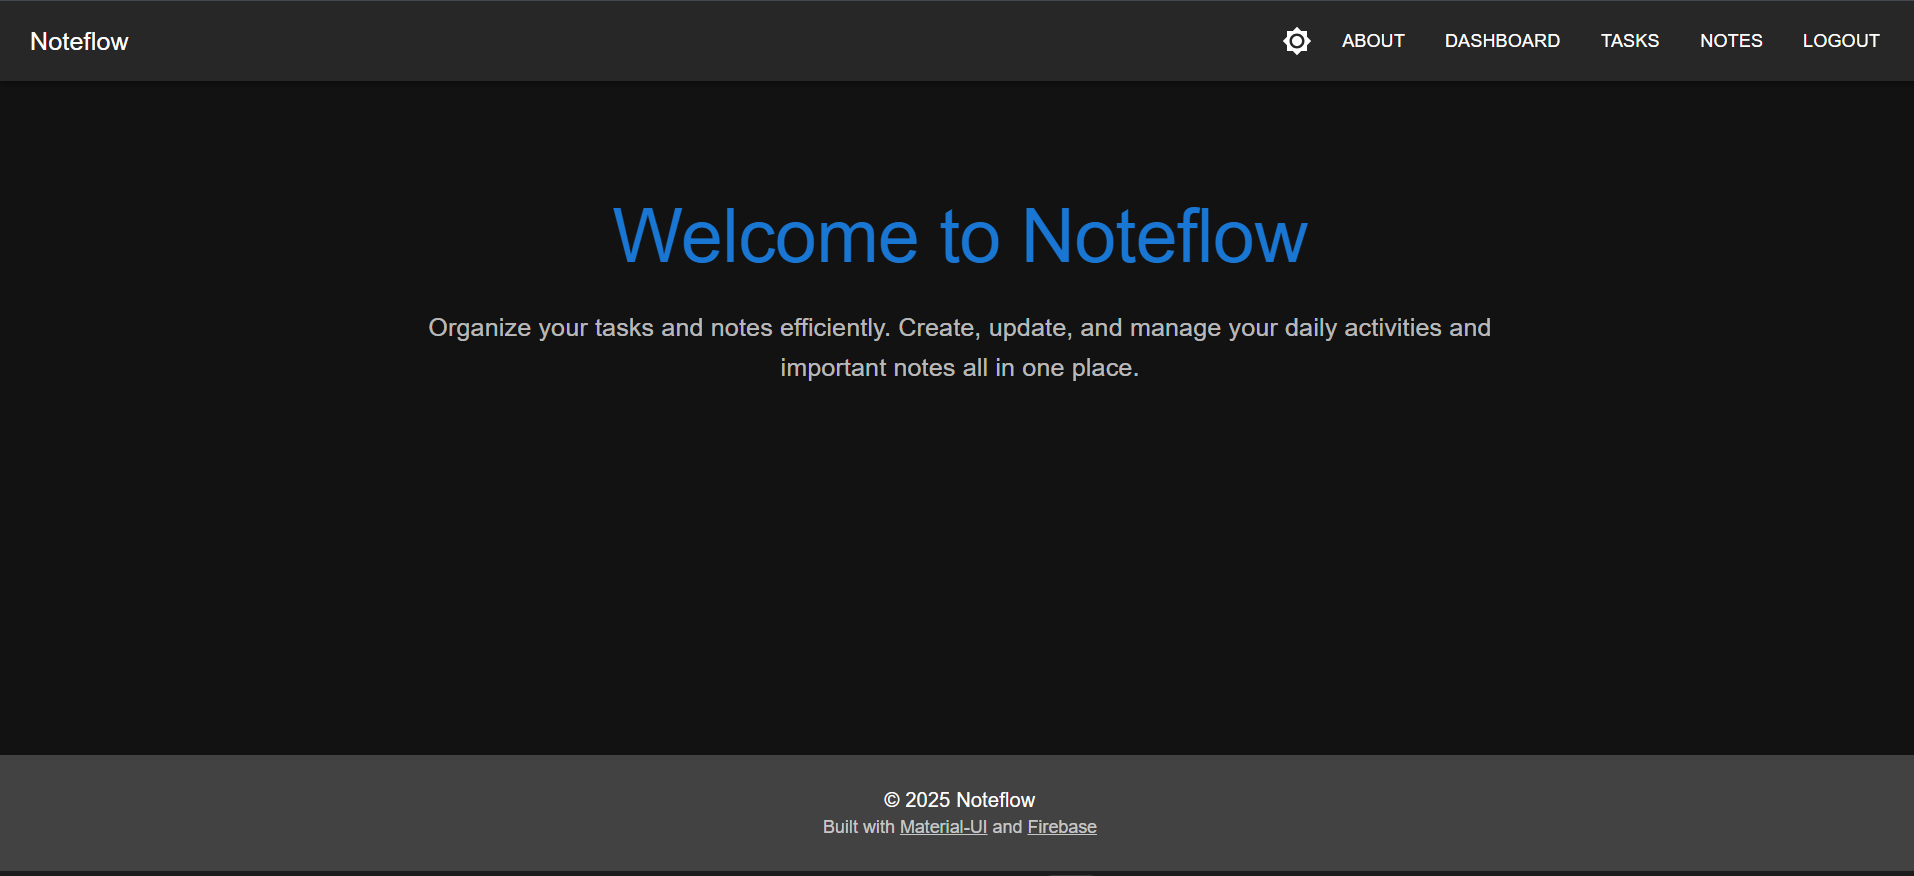 Noteflow
ABOUT DASHBOARD TASKS NOTES LOGOUT
Welcome to Noteflow
Organize your tasks and notes efficiently. Create, update, and manage your daily activities and
important notes all in one place.
© 2025 Noteflow
Built with Material-UI and Firebase